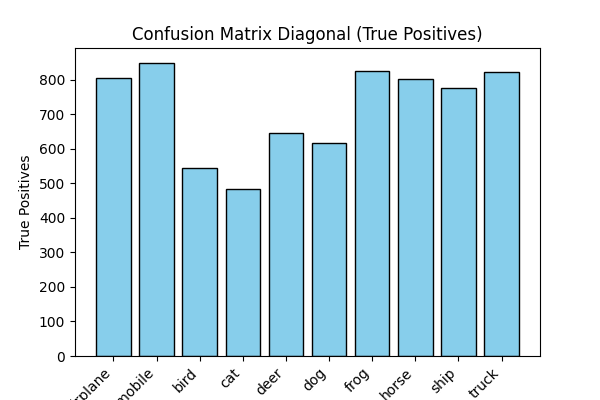 Confusion Matrix Diagonal (True Positives)
True Positives
800
700
600
500
400
300
200
100
0
rplane
mobile
bird
cat
deer
dog
frog
horse
ship
truck